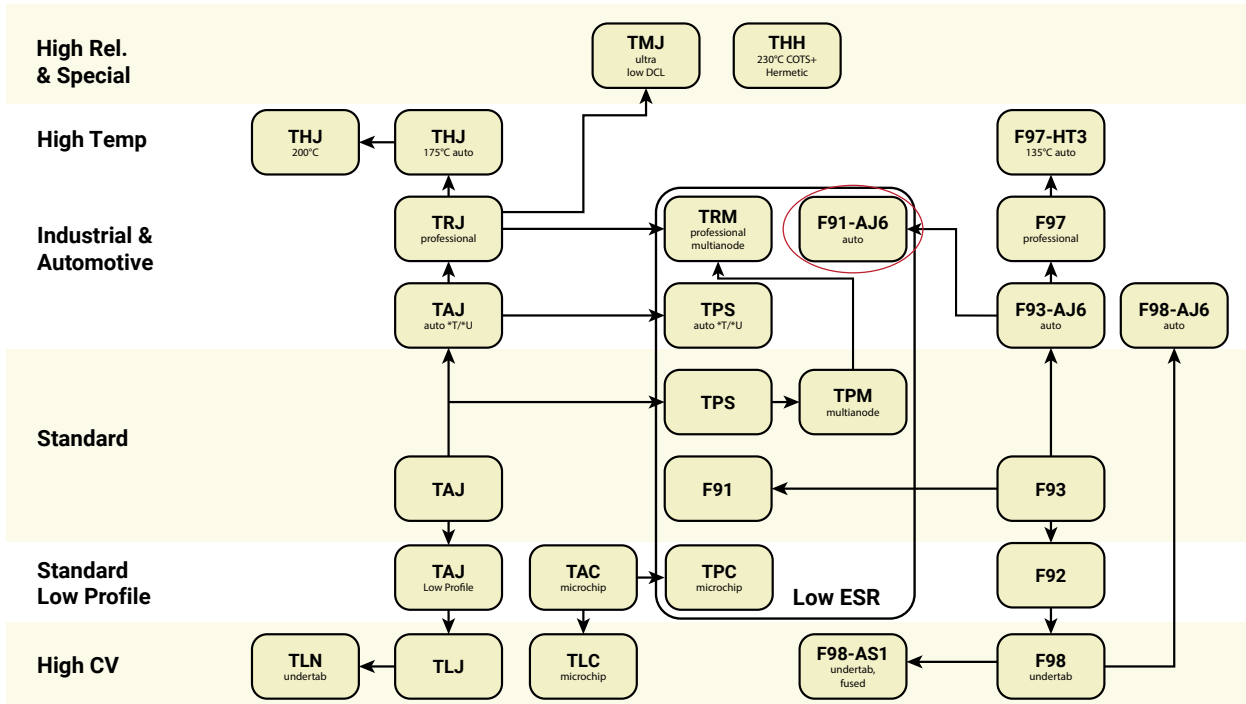 High Rel.
& Special
TMJ
ultra
low DCL
THH
230°C COTS+
Hermetic
High Temp
THJ
200°C
THJ
175°C auto
F97-HT3
135°C auto
Industrial &
Automotive
TRJ
professional
TRM
professional
multianode
F91-AJ6
auto
F97
professional
TAJ
auto *T/*U
TPS
auto *T/*U
F93-AJ6
auto
F98-AJ6
auto
Standard
TPS
TPM
multianode
TAJ
F91
F93
Standard
Low Profile
TAJ
Low Profile
TAC
microchip
TPC
microchip
Low ESR
F92
High CV
TLN
undertab
TLJ
TLC
microchip
F98-AS1
undertab,
fused
F98
undertab